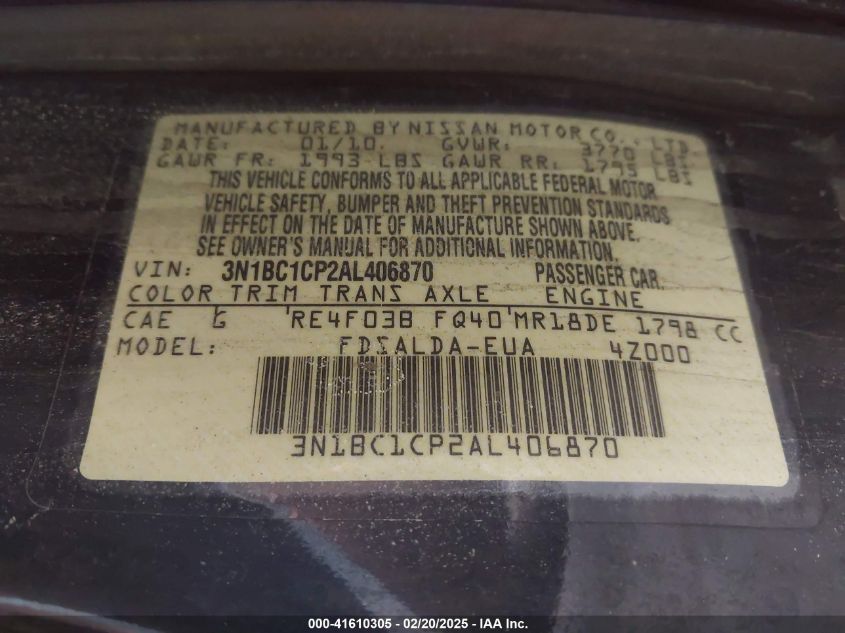 MANUFACTURED BY NISSAN MOTOR CO., LTD
DATE: 01/10. GVWR: 3770 LBS
GAWR FR: 1993 LBS GAWR RR: 1795 LBS
THIS VEHICLE CONFORMS TO ALL APPLICABLE FEDERAL MOTOR
VEHICLE SAFETY, BUMPER AND THEFT PREVENTION STANDARDS
IN EFFECT ON THE DATE OF MANUFACTURE SHOWN ABOVE.
SEE OWNER'S MANUAL FOR ADDITIONAL INFORMATION.
VIN: 3N1BC1CP2AL406870 PASSENGER CAR.
COLOR TRIM TRANS AXLE ENGINE
CAE G RE4F03B FQ40 MR18DE 1798 CC
MODEL: FDSALDA-EUA 4Z000
3N1BC1CP2AL406870
000-41610305 - 02/20/2025 - IAA Inc.